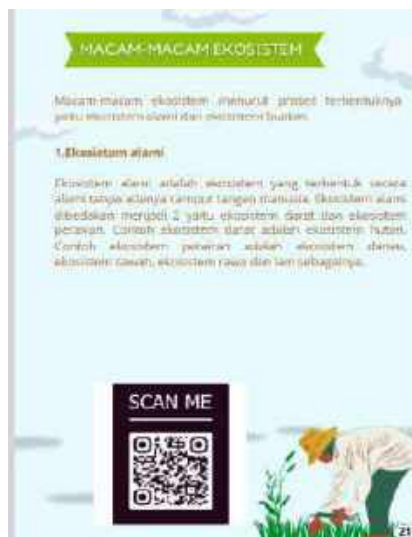 MACAM-MACAM EKOSISTEM
Macam-macam ekosistem menurut proses terbentuknya
yaitu ekosistem alami dan ekosistem buatan.
1.Ekosistem alami
Ekosistem alami adalah ekosistem yang terbentuk secara
alami tanpa adanya campur tangan manusia. Ekosistem alami
dibedakan menjadi 2 yaitu ekosistem darat dan ekosistem
perairan. Contoh ekosistem darat adalah ekosistem hutan.
Contoh ekosistem perairan adalah ekosistem danau,
ekosistem sawah, ekosistem rawa dan lain sebagainya.
SCAN ME
21